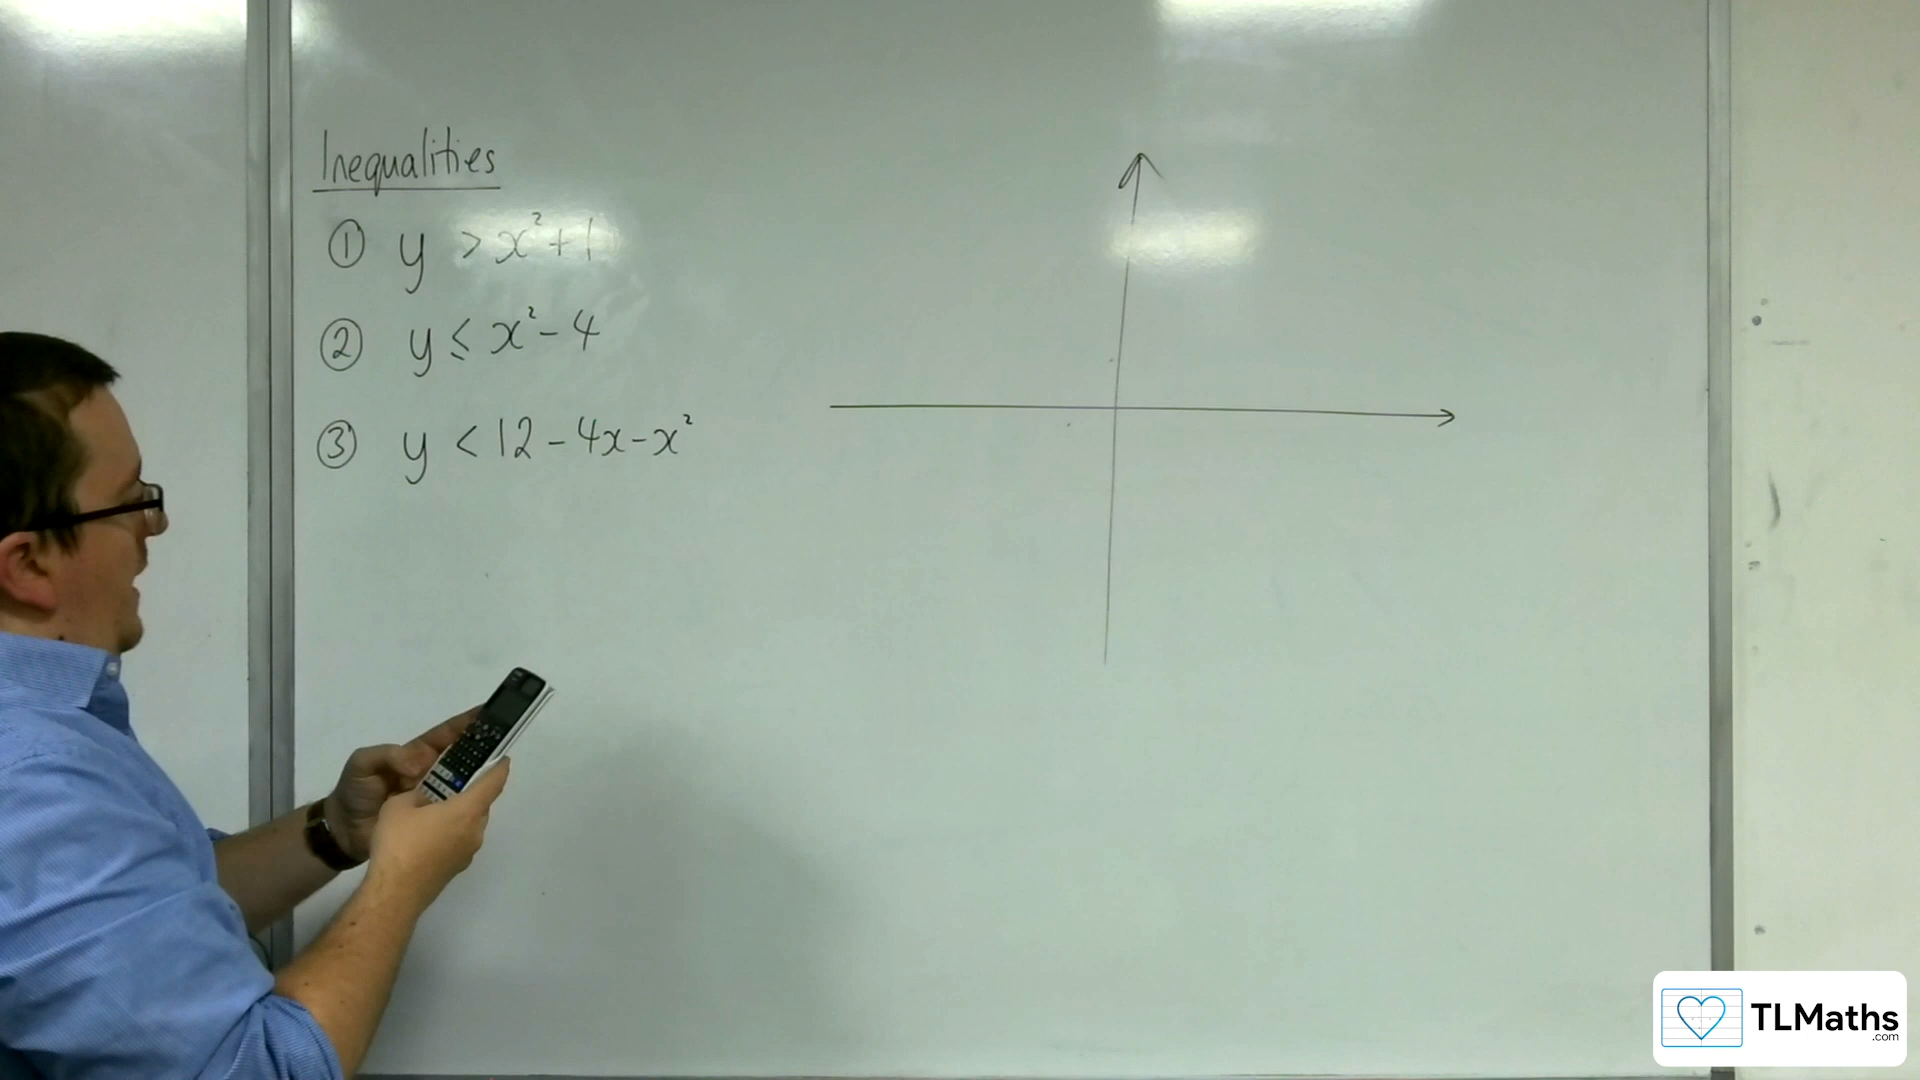 Inequalities
① y > x²+1
② y ≤ x²-4
③ y < 12-4x-x²
TLMaths
.com